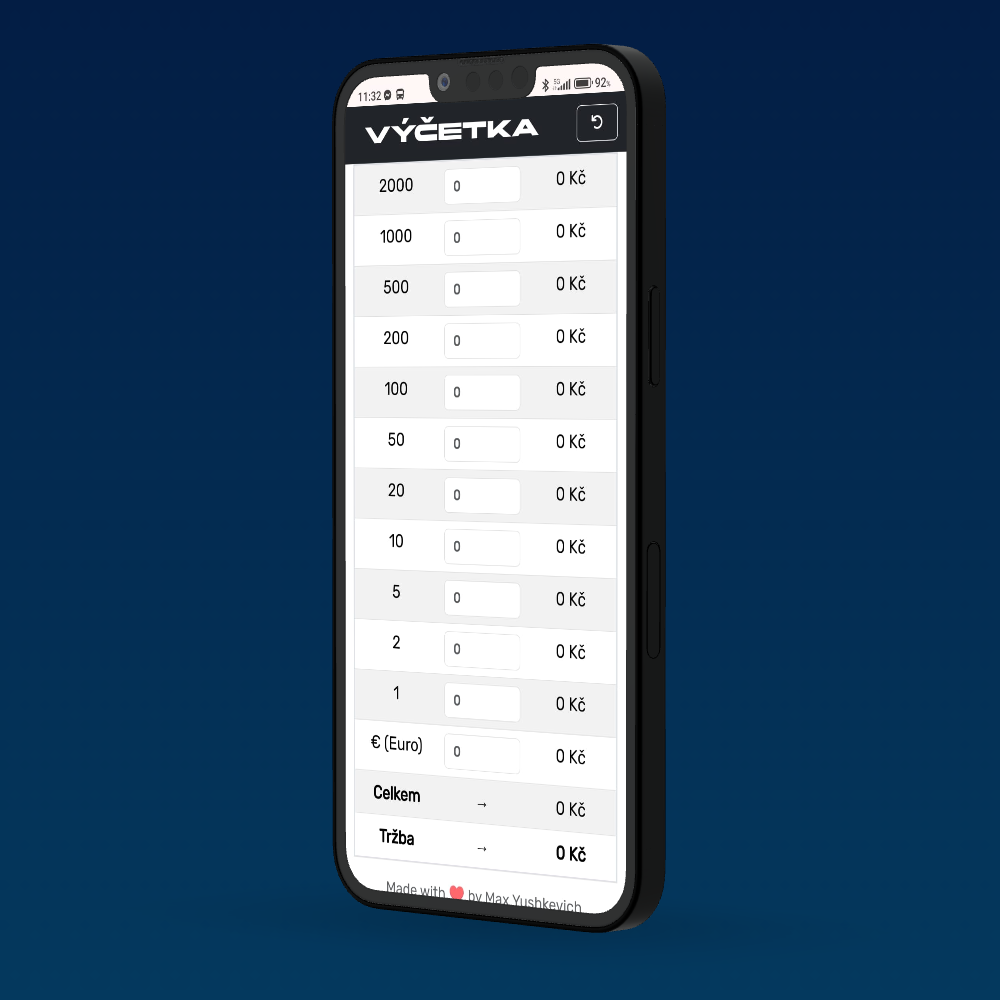 11:32 5G 92%
VÝČETKA
2000 0 0 Kč
1000 0 0 Kč
500 0 0 Kč
200 0 0 Kč
100 0 0 Kč
50 0 0 Kč
20 0 0 Kč
10 0 0 Kč
5 0 0 Kč
2 0 0 Kč
1 0 0 Kč
€ (Euro) 0 0 Kč
Celkem → 0 Kč
Tržba → 0 Kč
Made with ❤ by Max Yushkevich